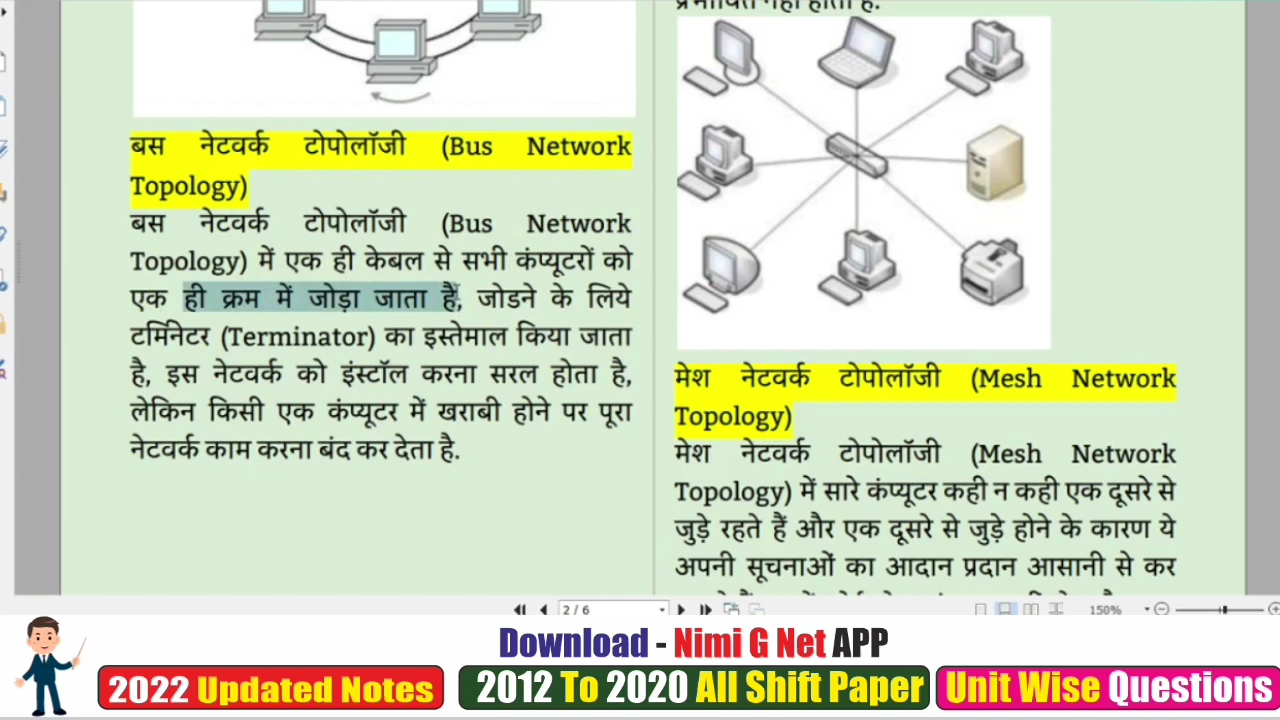 बस नेटवर्क टोपोलॉजी (Bus Network
Topology)
बस नेटवर्क टोपोलॉजी (Bus Network
Topology) में एक ही केबल से सभी कंप्यूटरों को
एक ही क्रम में जोड़ा जाता है, जोडने के लिये
टर्मिनेटर (Terminator) का इस्तेमाल किया जाता
है, इस नेटवर्क को इंस्टॉल करना सरल होता है,
लेकिन किसी एक कंप्यूटर में खराबी होने पर पूरा
नेटवर्क काम करना बंद कर देता है.
प्रभावित नहीं होता है.
मेश नेटवर्क टोपोलॉजी (Mesh Network
Topology)
मेश नेटवर्क टोपोलॉजी (Mesh Network
Topology) में सारे कंप्यूटर कही न कही एक दूसरे से
जुड़े रहते हैं और एक दूसरे से जुड़े होने के कारण ये
अपनी सूचनाओं का आदान प्रदान आसानी से कर
2 / 6
150%
Download - Nimi G Net APP
2022 Updated Notes
2012 To 2020 All Shift Paper
Unit Wise Questions